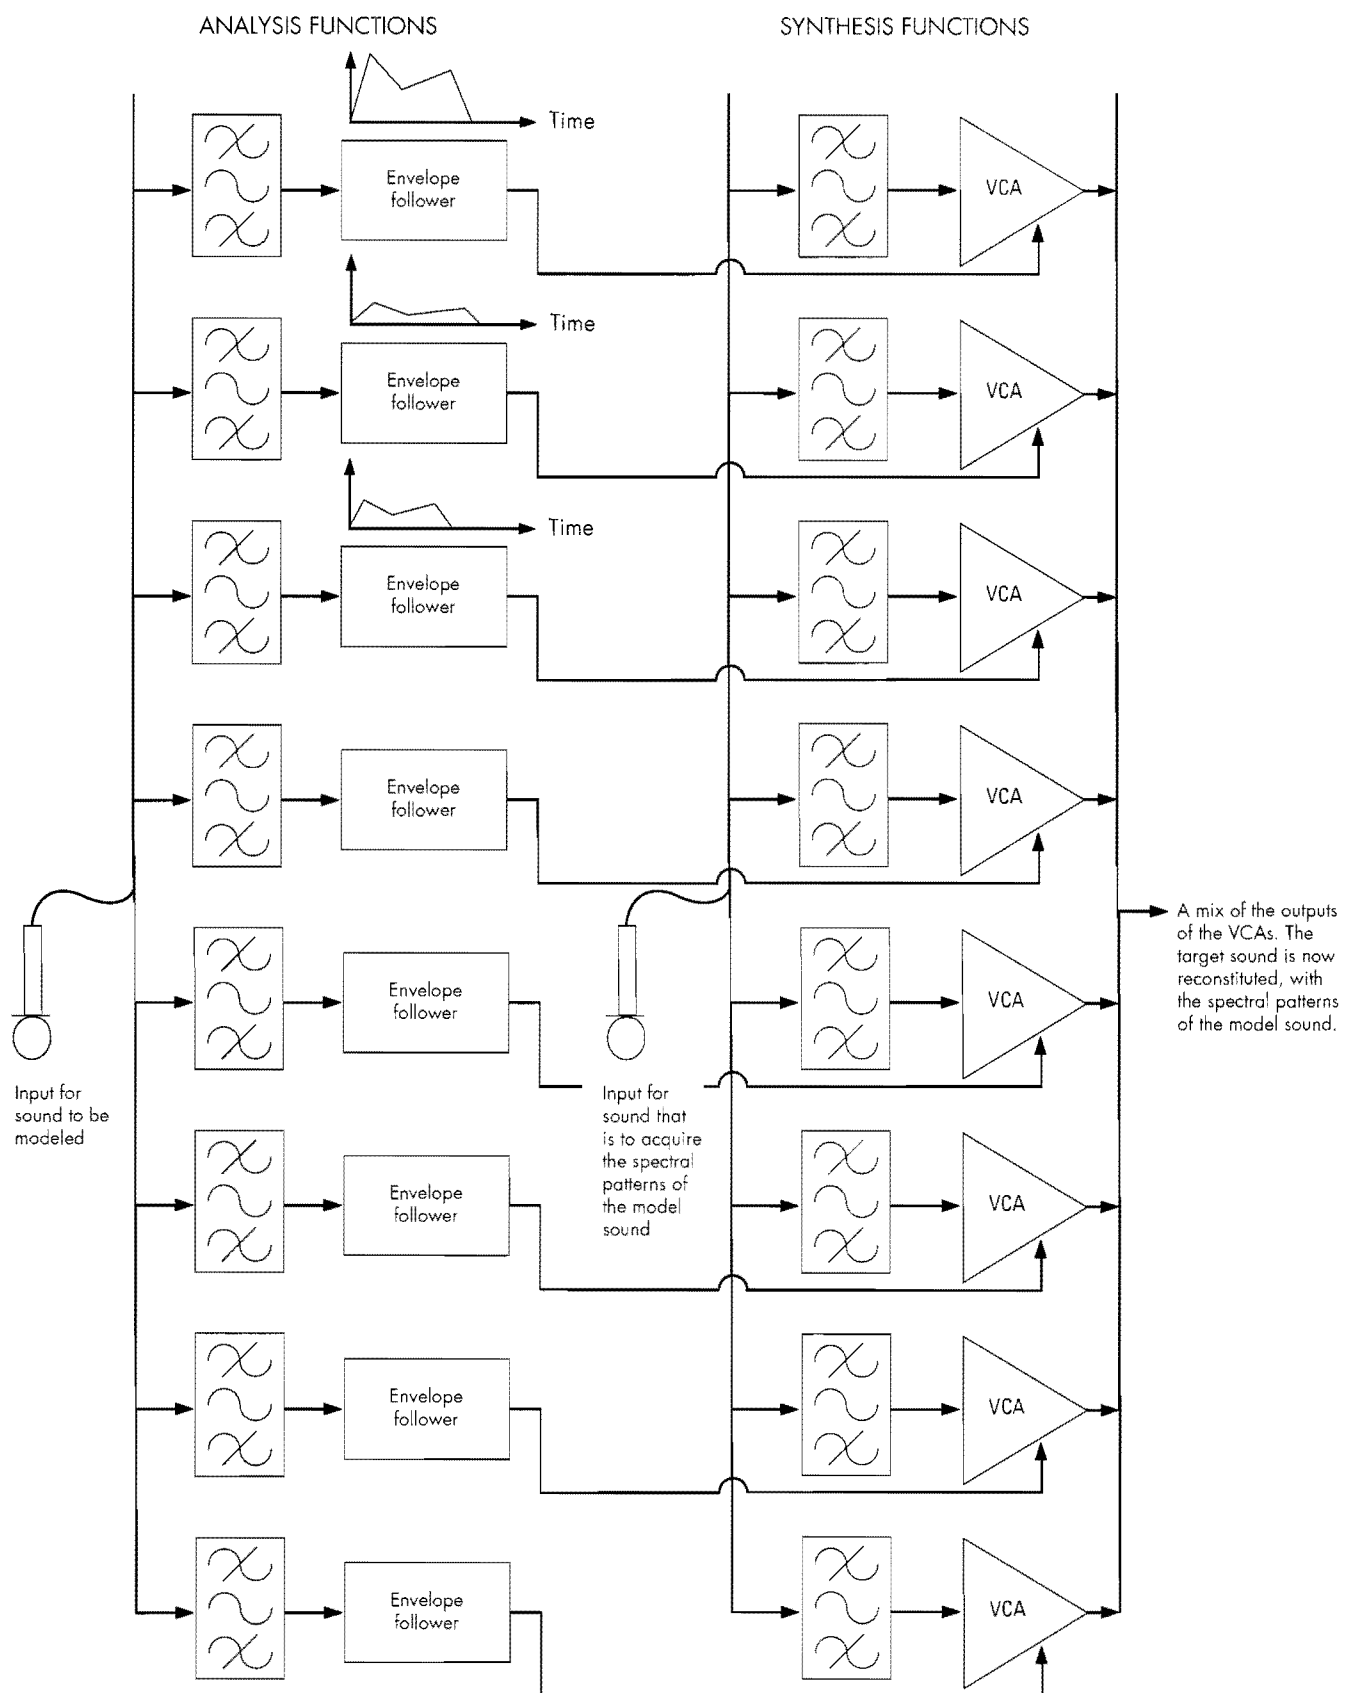 ANALYSIS FUNCTIONS
SYNTHESIS FUNCTIONS
Time
Envelope
follower
VCA
Time
Envelope
follower
VCA
Time
Envelope
follower
VCA
Envelope
follower
VCA
Input for
sound to be
modeled
Envelope
follower
Input for
sound that
is to acquire
the spectral
patterns of
the model
sound
VCA
A mix of the outputs
of the VCAs. The
target sound is now
reconstituted, with
the spectral patterns
of the model sound.
Envelope
follower
VCA
Envelope
follower
VCA
Envelope
follower
VCA